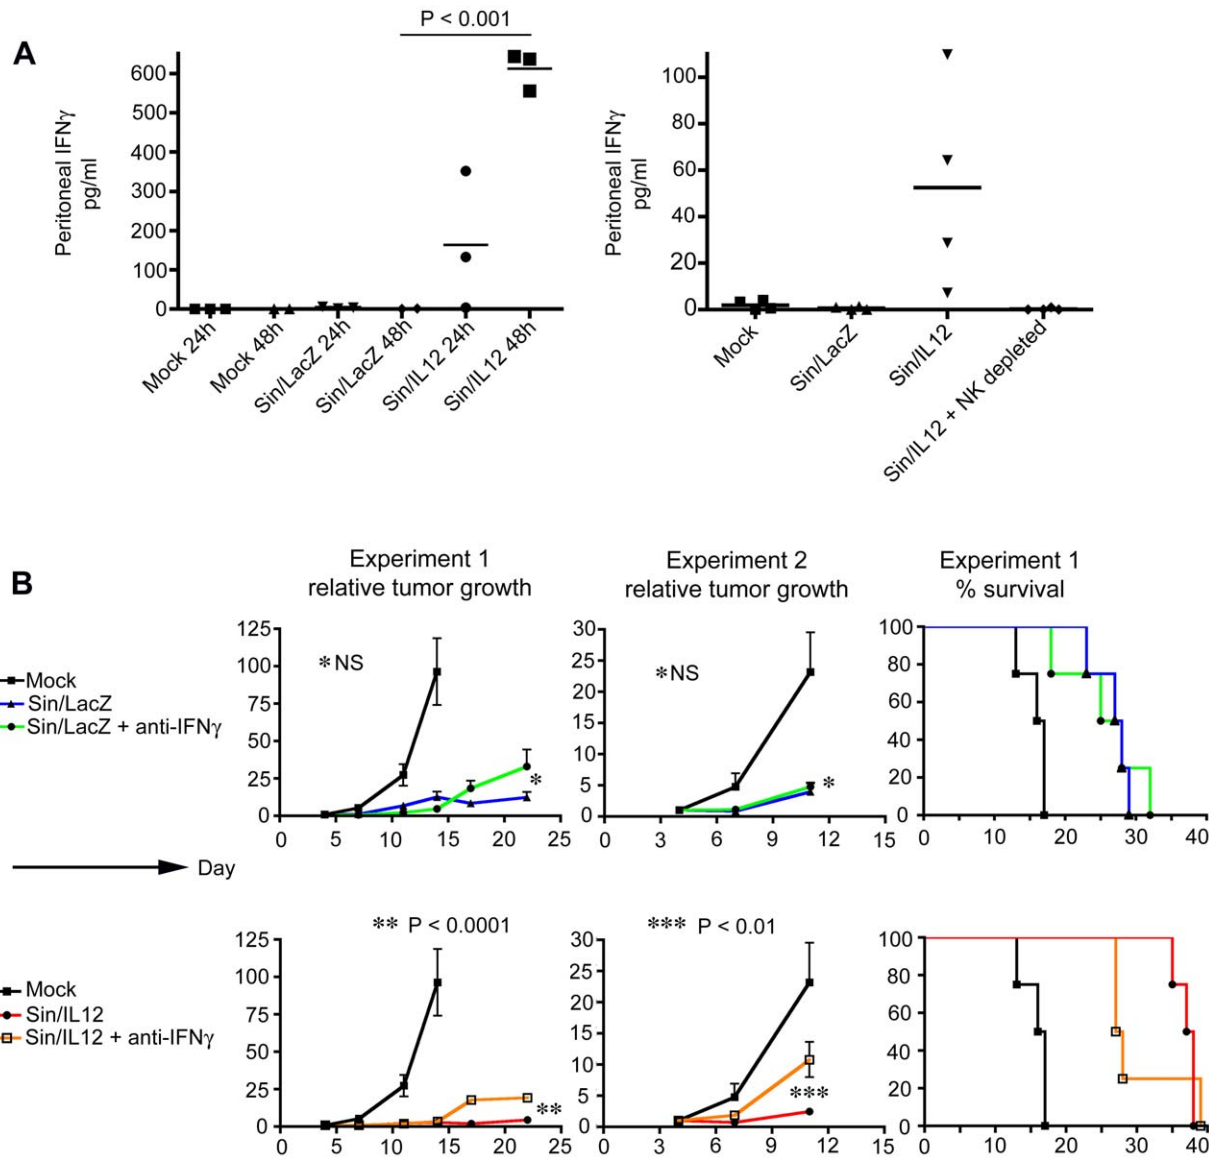 A
P < 0.001
Peritoneal IFNγ
pg/ml
600
500
400
300
200
100
0
Mock 24h
Mock 48h
Sin/LacZ 24h
Sin/LacZ 48h
Sin/IL12 24h
Sin/IL12 48h
Peritoneal IFNγ
pg/ml
100
80
60
40
20
0
Mock
Sin/LacZ
Sin/IL12
Sin/IL12 + NK depleted
B
Experiment 1
relative tumor growth
Experiment 2
relative tumor growth
Experiment 1
% survival
Mock
Sin/LacZ
Sin/LacZ + anti-IFNγ
125
100
75
50
25
0
*NS
*
0 5 10 15 20 25
30
25
20
15
10
5
0
*NS
*
0 3 6 9 12 15
100
80
60
40
20
0
0 10 20 30 40
Day
Mock
Sin/IL12
Sin/IL12 + anti-IFNγ
** P < 0.0001
125
100
75
50
25
0
**
0 5 10 15 20 25
*** P < 0.01
30
25
20
15
10
5
0
***
0 3 6 9 12 15
100
80
60
40
20
0
0 10 20 30 40